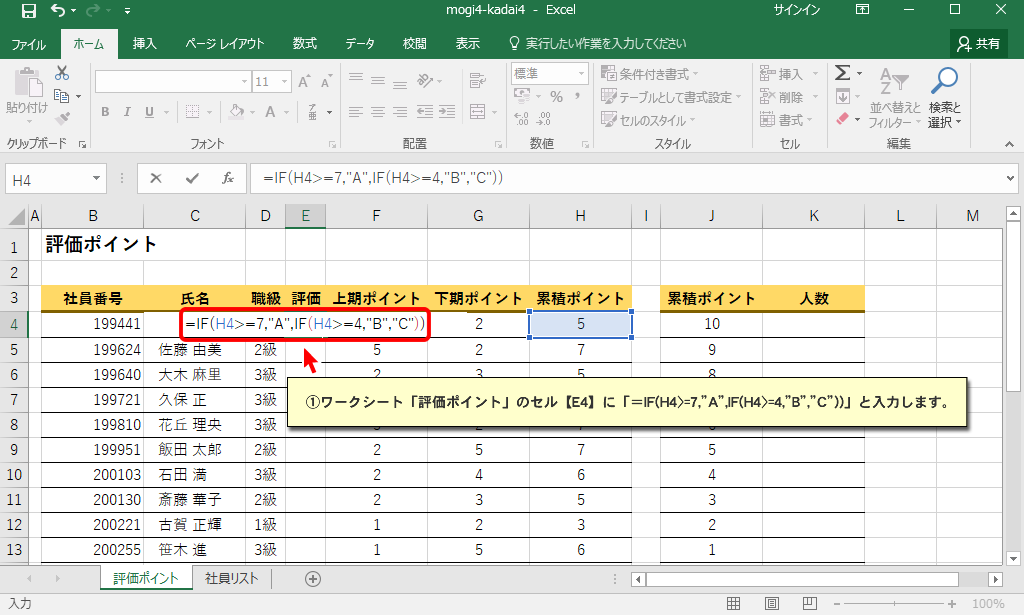 mogi4-kadai4 - Excel サインイン
ファイル ホーム 挿入 ページ レイアウト 数式 データ 校閲 表示 実行したい作業を入力してください 共有
貼り付け 11 A A 標準 条件付き書式 挿入 Σ
B I U A % , テーブルとして書式設定 削除 並べ替えと フィルター 検索と 選択
セルのスタイル 書式
クリップボード フォント 配置 数値 スタイル セル 編集
H4 fx =IF(H4>=7,"A",IF(H4>=4,"B","C"))
A B C D E F G H I J K L M
1 評価ポイント
2
3 社員番号 氏名 職級 評価 上期ポイント 下期ポイント 累積ポイント 累積ポイント 人数
4 199441 =IF(H4>=7,"A",IF(H4>=4,"B","C")) 2 5 10
5 199624 佐藤 由美 2級 5 2 7 9
6 199640 大木 麻里 3級 2 3 5 8
①ワークシート「評価ポイント」のセル【E4】に「=IF(H4>=7,"A",IF(H4>=4,"B","C"))」と入力します。
7 199721 久保 正 3級
8 199810 花丘 理央 3級
9 199951 飯田 太郎 2級 2 5 7 5
10 200103 石田 満 3級 2 4 6 4
11 200130 斎藤 華子 2級 2 3 5 3
12 200221 古賀 正輝 1級 1 2 3 2
13 200255 笹木 進 3級 1 5 6 1
評価ポイント 社員リスト
入力 100%